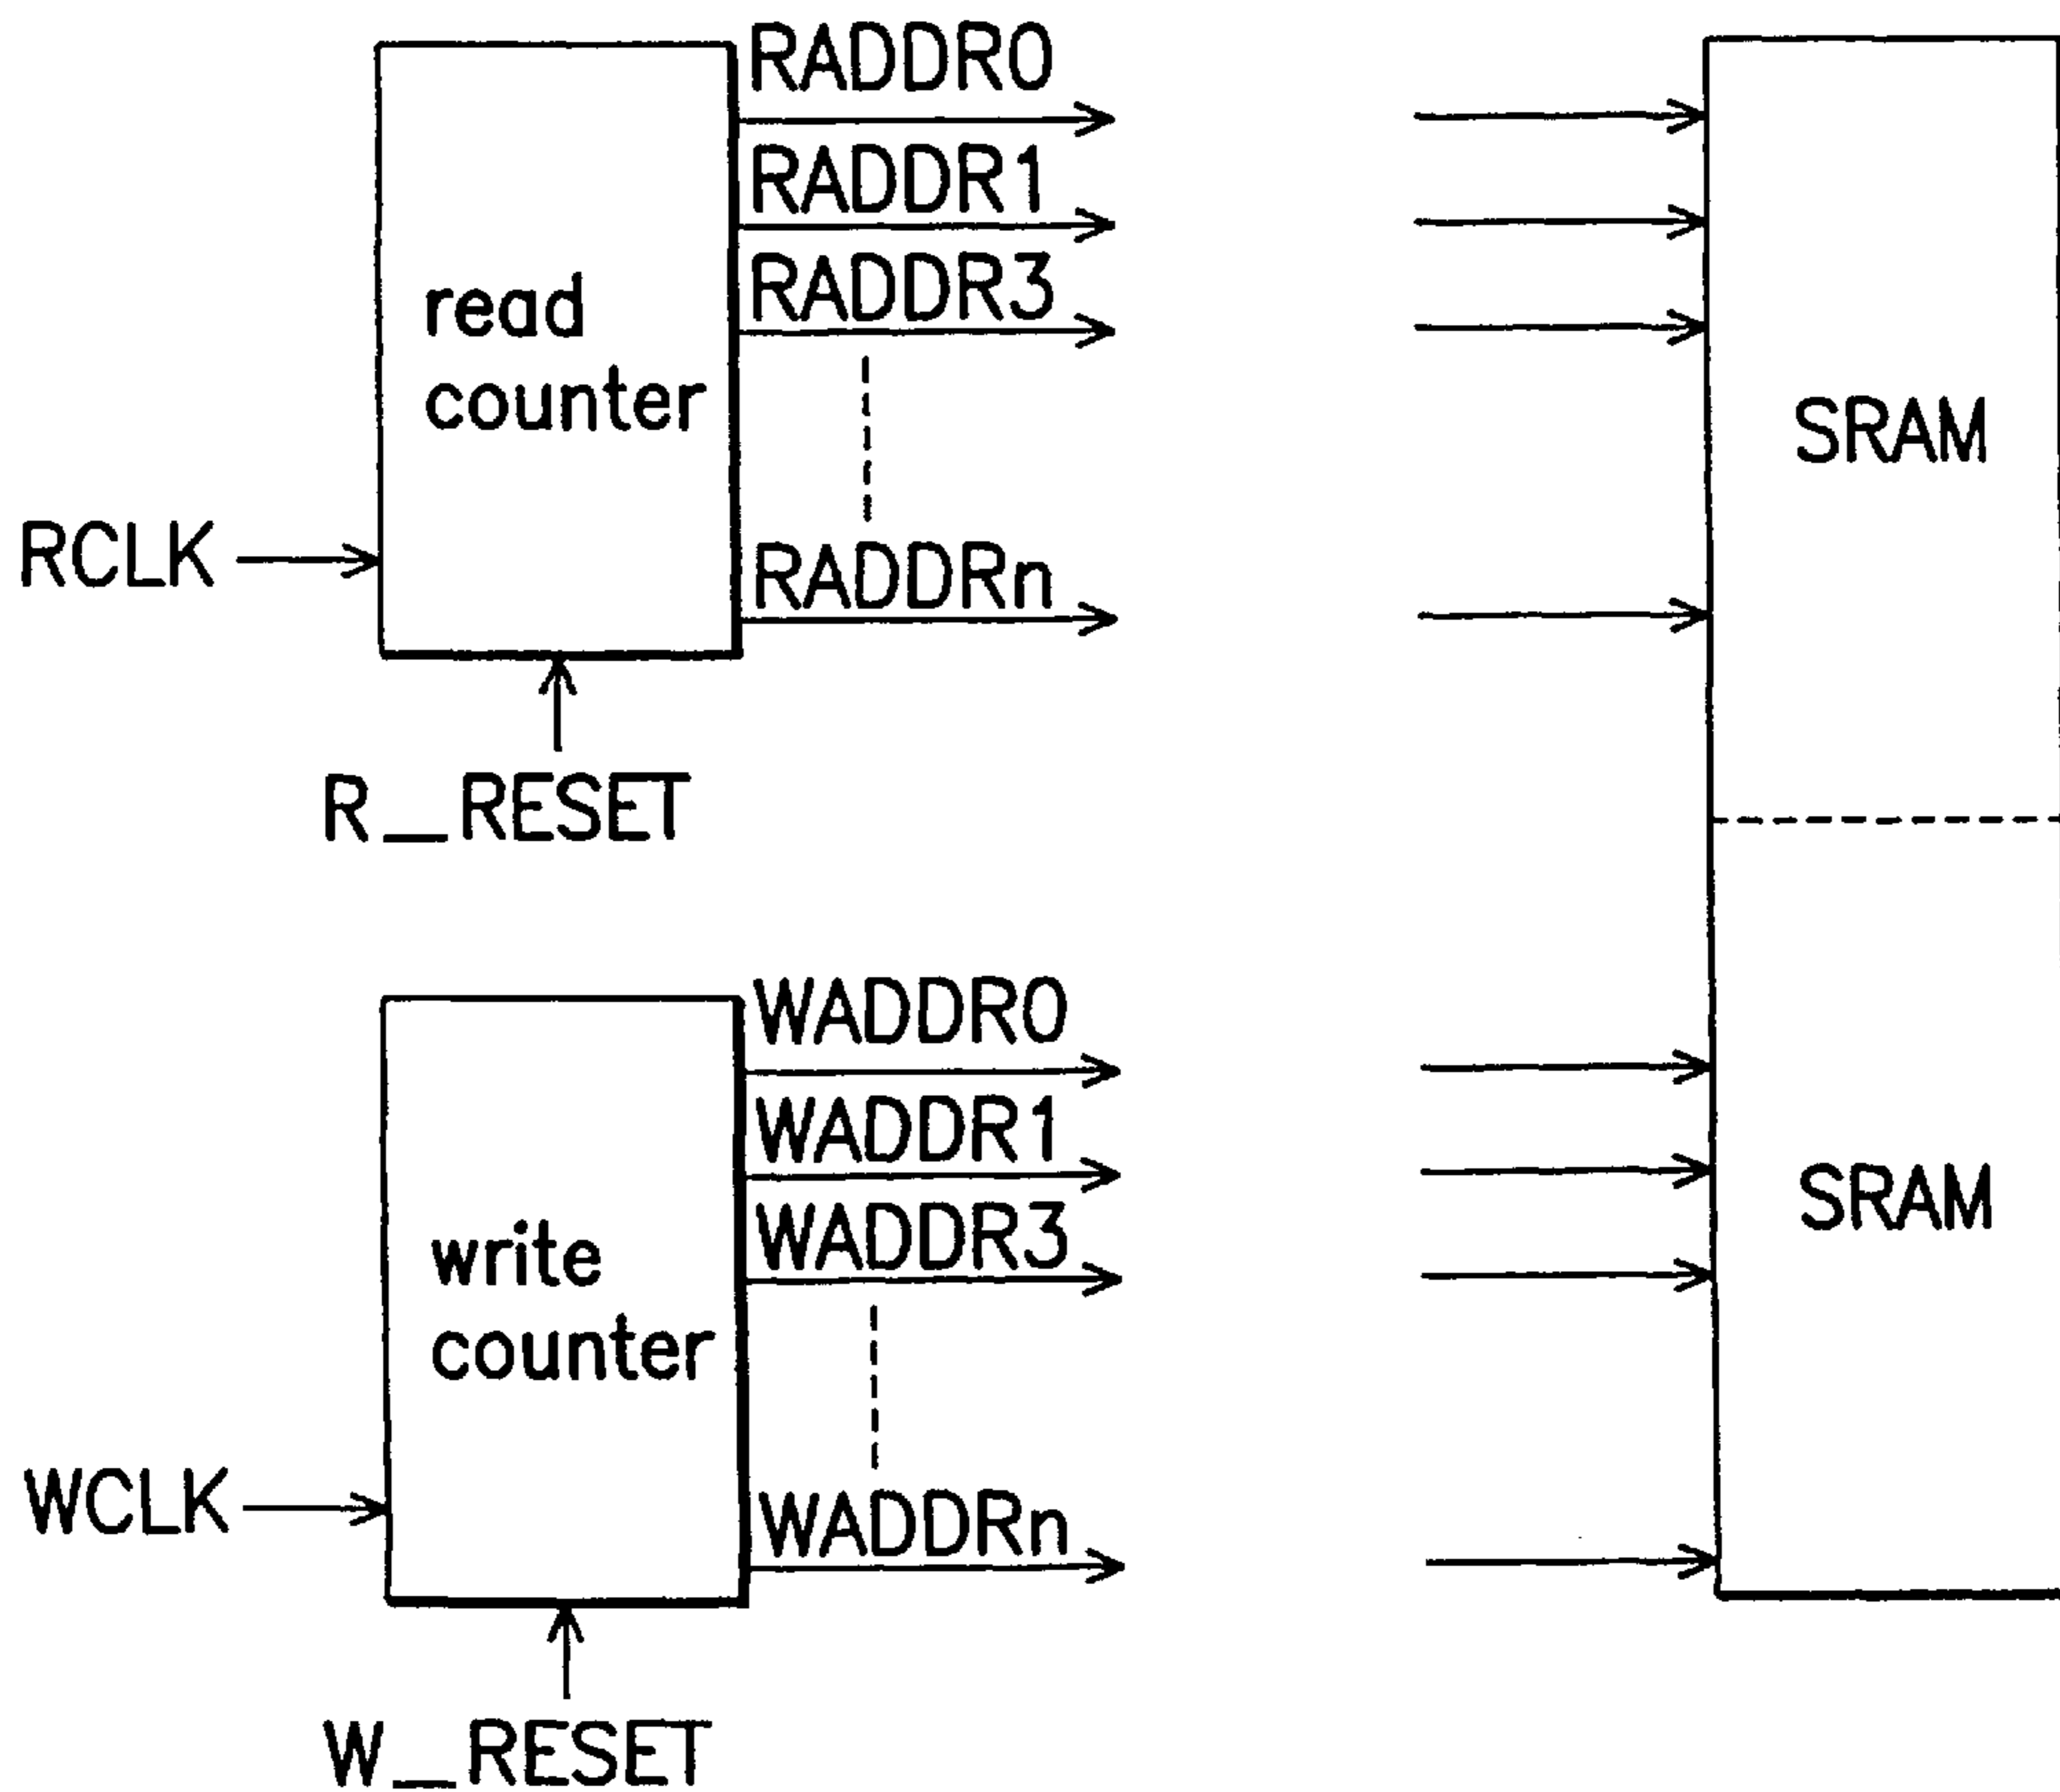 RADDR0
RADDR1
RADDR3
read
counter
SRAM
RCLK
RADDRn
R_RESET
WADDR0
WADDR1
WADDR3
write
counter
SRAM
WCLK
WADDRn
W_RESET